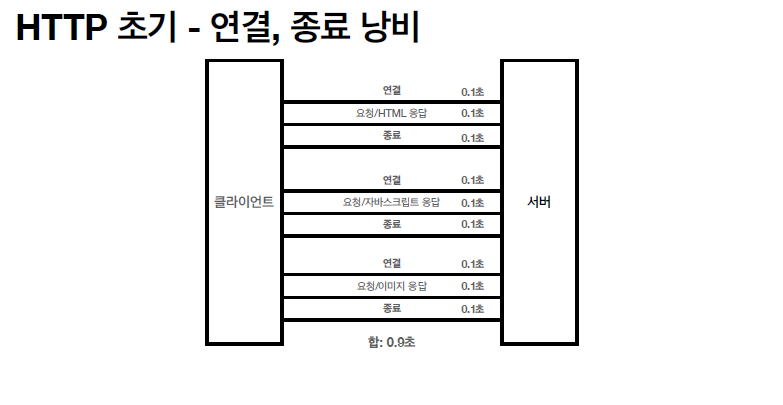 HTTP 초기 - 연결, 종료 낭비
연결 0.1초
요청/HTML 응답 0.1초
종료 0.1초
연결 0.1초
클라이언트 요청/자바스크립트 응답 0.1초 서버
종료 0.1초
연결 0.1초
요청/이미지 응답 0.1초
종료 0.1초
합: 0.9초